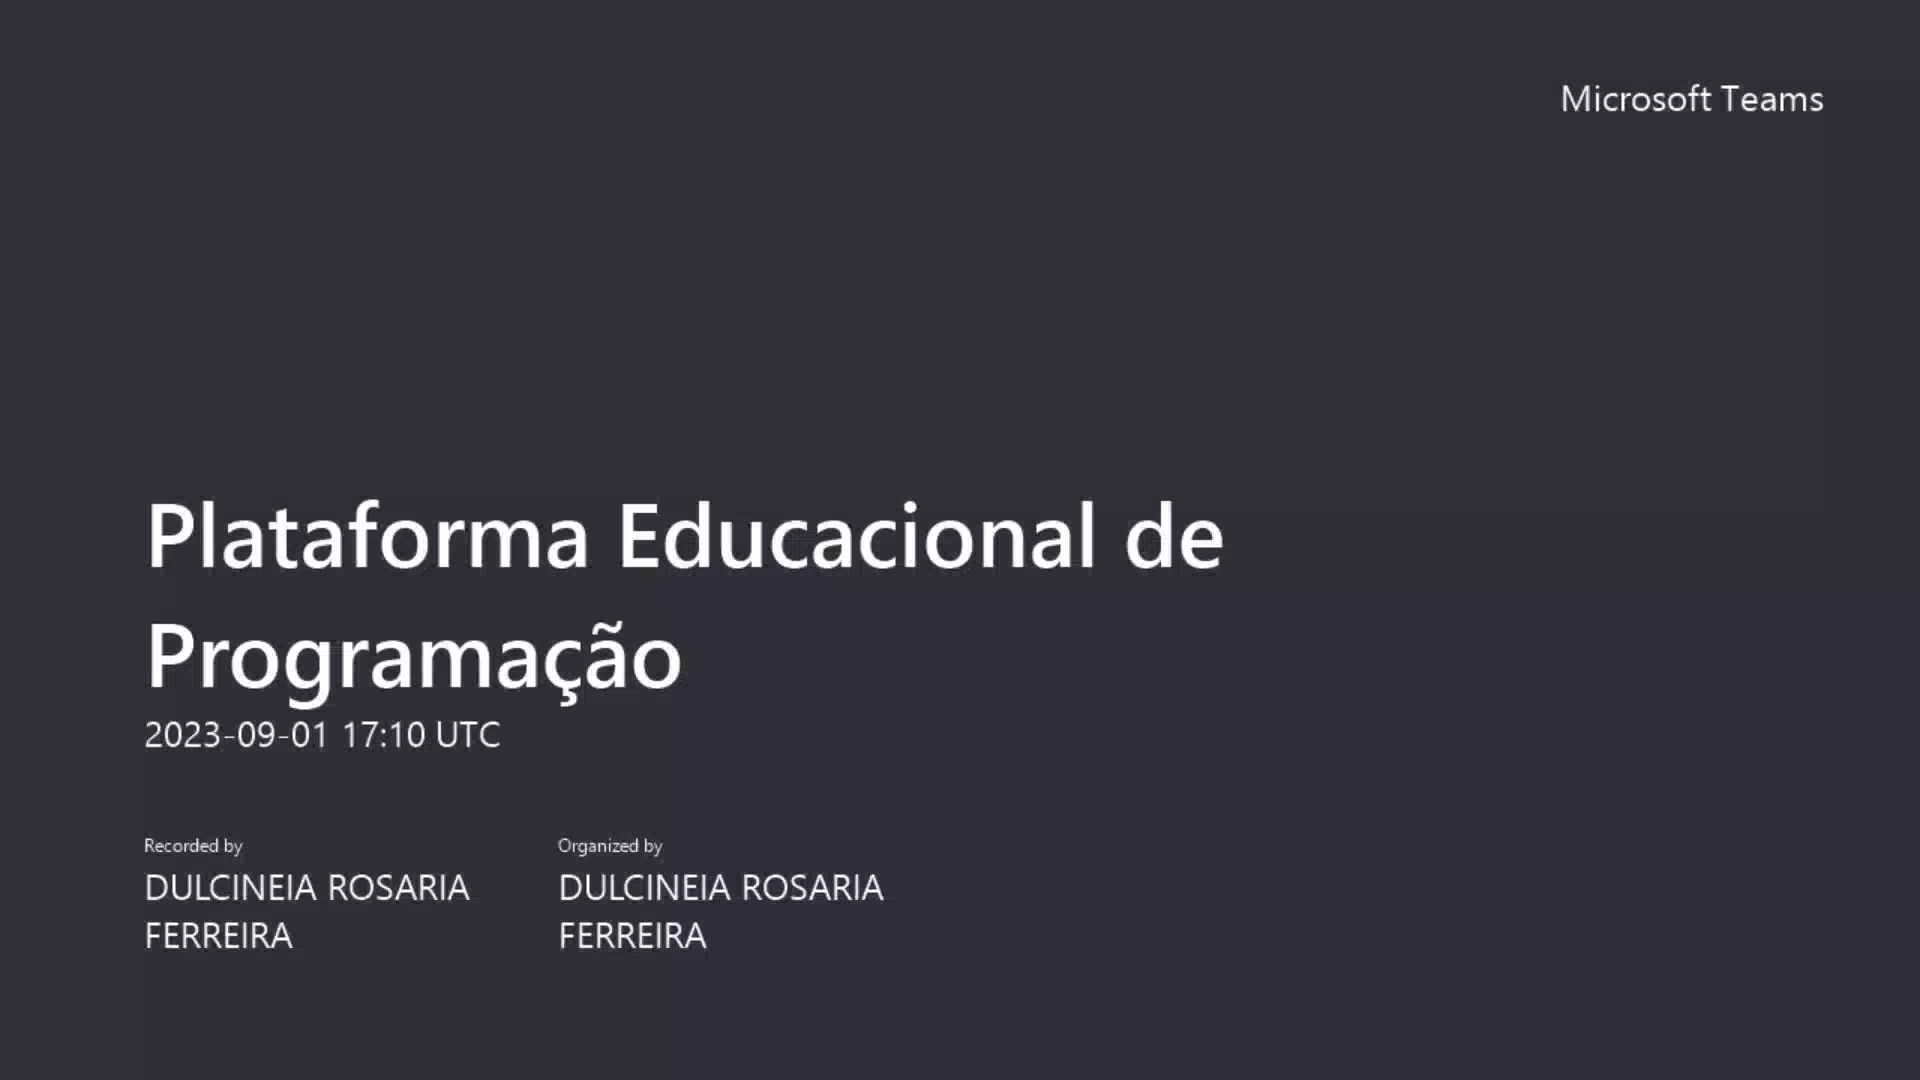 Microsoft Teams
Plataforma Educacional de
Programação
2023-09-01 17:10 UTC
Recorded by
DULCINEIA ROSARIA
FERREIRA
Organized by
DULCINEIA ROSARIA
FERREIRA